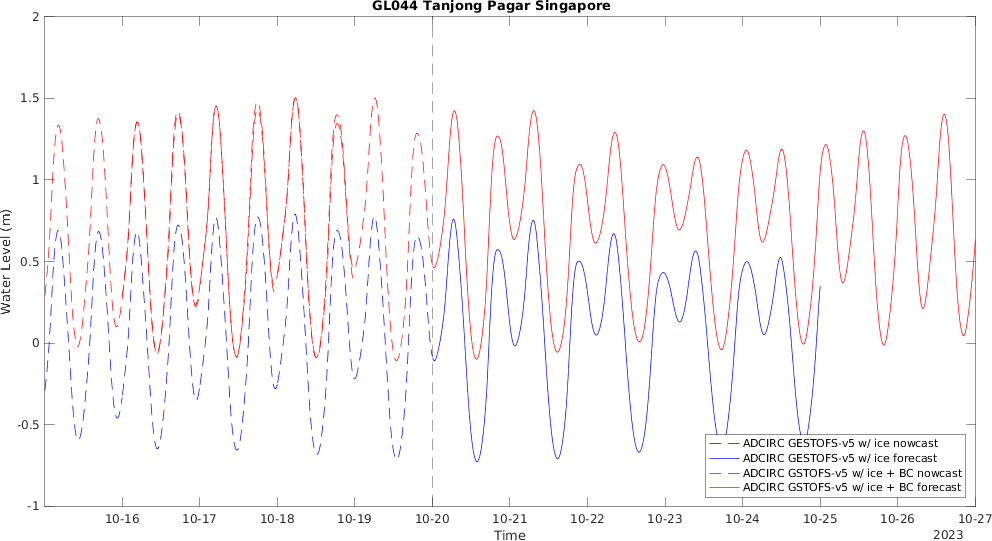 GL044 Tanjong Pagar Singapore
2
1.5
1
0.5
0
-0.5
-1
Water Level (m)
ADCIRC GESTOFS-v5 w/ ice nowcast
ADCIRC GESTOFS-v5 w/ ice forecast
ADCIRC GSTOFS-v5 w/ ice + BC nowcast
ADCIRC GSTOFS-v5 w/ ice + BC forecast
10-16 10-17 10-18 10-19 10-20 10-21 10-22 10-23 10-24 10-25 10-26 10-27
Time
2023